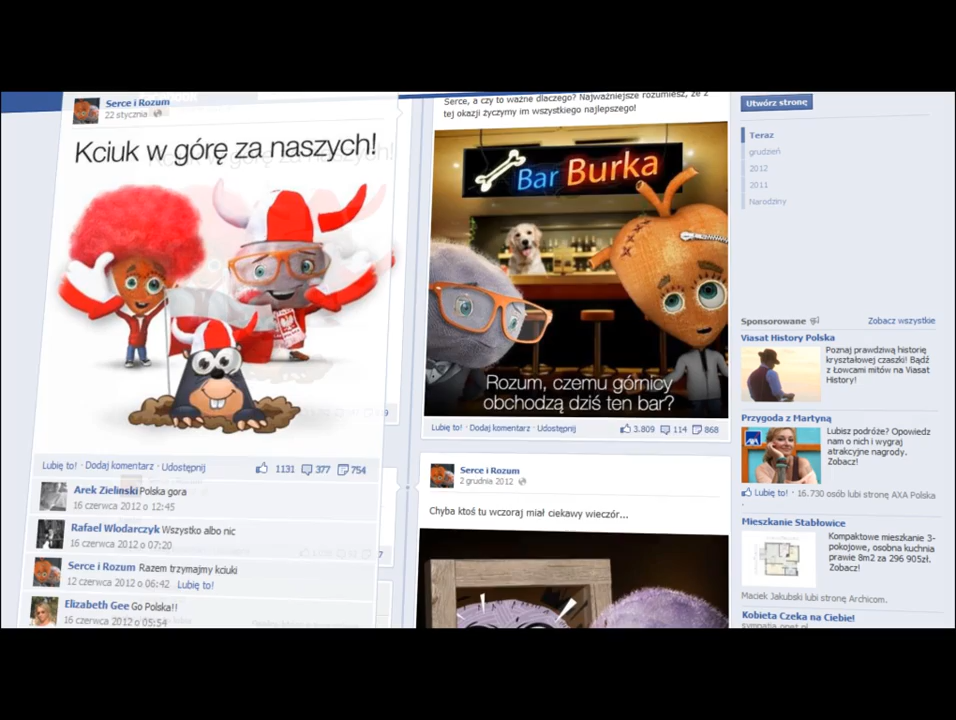 Serce i Rozum
22 stycznia
Kciuk w górę za naszych!
Lubię to! · Dodaj komentarz · Udostępnij
1131 377 754
Arek Zielinski Polska gora
16 czerwca 2012 o 12:45
Rafael Wlodarczyk Wszystko albo nic
16 czerwca 2012 o 07:20
Serce i Rozum Razem trzymajmy kciuki
12 czerwca 2012 o 06:42 Lubię to!
Elizabeth Gee Go Polska!!
16 czerwca 2012 o 05:54
Serce, a czy to ważne dlaczego? Najważniejsze rozumiesz, że z
tej okazji życzymy im wszystkiego najlepszego!
Bar Burka
Rozum, czemu górnicy
obchodzą dziś ten bar?
Lubię to! · Dodaj komentarz · Udostępnij
3.809 114 868
Serce i Rozum
2 grudnia 2012
Chyba ktoś tu wczoraj miał ciekawy wieczór...
Utwórz stronę
Teraz
grudzień
2012
2011
Narodziny
Sponsorowane Zobacz wszystkie
Viasat History Polska
Poznaj prawdziwą historię
kryształowej czaszki! Bądź
z Łowcami mitów na Viasat
History!
Przygoda z Martyną
AXA
Lubisz podróże? Opowiedz
nam o nich i wygraj
atrakcyjne nagrody.
Zobacz!
Lubię to! · 16.730 osób lubi stronę AXA Polska
.
Mieszkanie Stabłowice
Kompaktowe mieszkanie 3-
pokojowe, osobna kuchnia
prawie 8m2 za 296 905zł.
Zobacz!
Maciek Jakubski lubi stronę Archicom.
Kobieta Czeka na Ciebie!